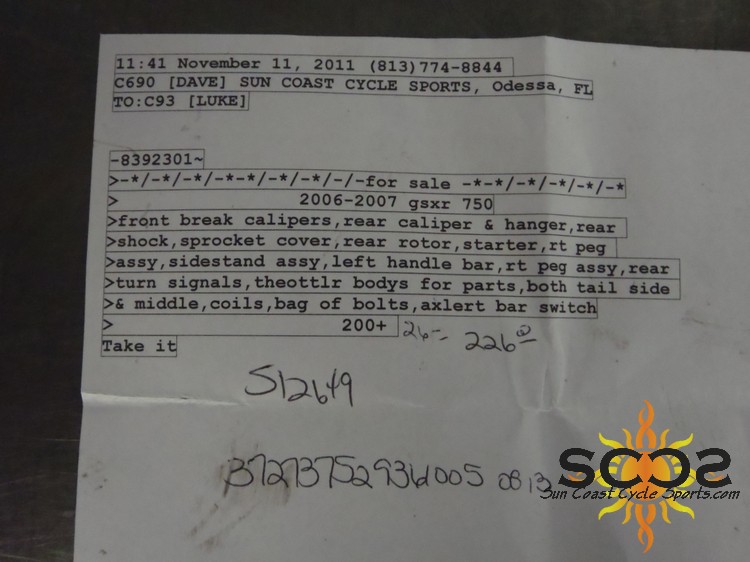 11:41 November 11, 2011 (813)774-8844
C690 [DAVE] SUN COAST CYCLE SPORTS, Odessa, FL
TO:C93 [LUKE]
-8392301~
>-*/-*/-*/-*-*/-*/-*/-/-for sale -*-*/-*/-*/-*/-*
> 2006-2007 gsxr 750
>front break calipers,rear caliper & hanger,rear
>shock,sprocket cover,rear rotor,starter,rt peg
>assy,sidestand assy,left handle bar,rt peg assy,rear
>turn signals,theottlr bodys for parts,both tail side
>& middle,coils,bag of bolts,axlert bar switch
> 200+ 26- 226
Take it
S12649
0813
SCCS
Sun Coast Cycle Sports.com